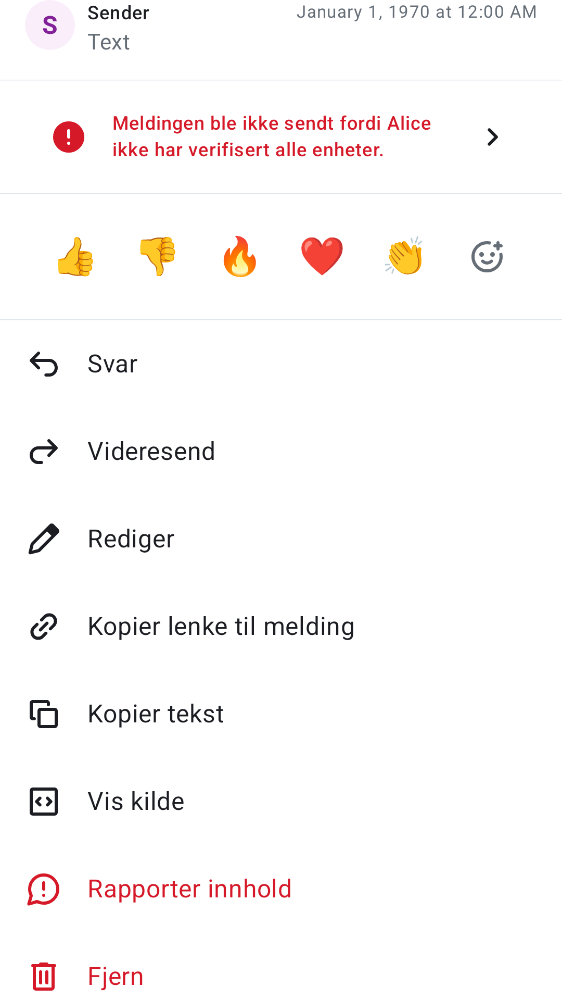 S
Sender
January 1, 1970 at 12:00 AM
Text
Meldingen ble ikke sendt fordi Alice
ikke har verifisert alle enheter.
Svar
Videresend
Rediger
Kopier lenke til melding
Kopier tekst
Vis kilde
Rapporter innhold
Fjern